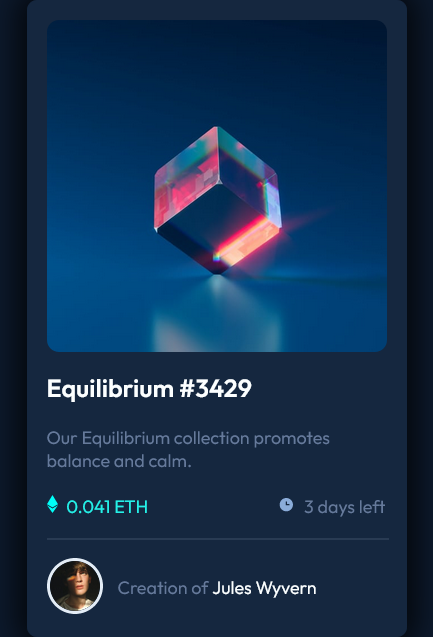 Equilibrium #3429
Our Equilibrium collection promotes
balance and calm.
0.041 ETH
3 days left
Creation of Jules Wyvern